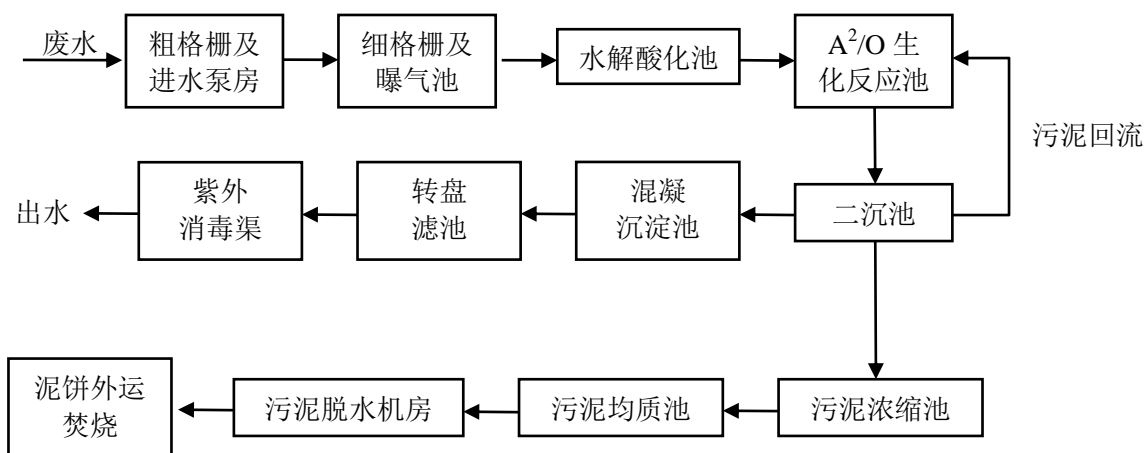 废水
粗格栅及
进水泵房
细格栅及
曝气池
水解酸化池
A²/O 生
化反应池
污泥回流
出水
紫外
消毒渠
转盘
滤池
混凝
沉淀池
二沉池
泥饼外运
焚烧
污泥脱水机房
污泥均质池
污泥浓缩池